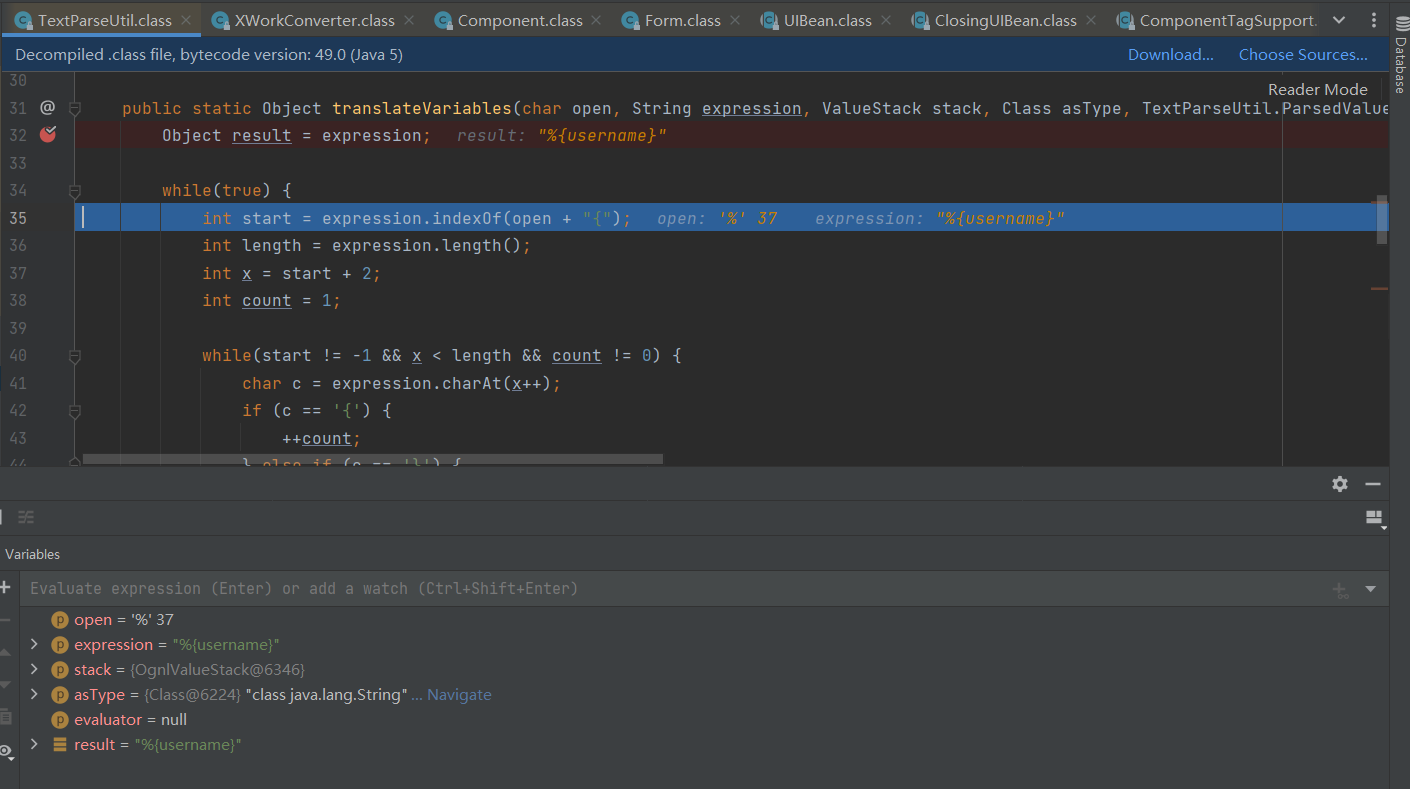 TextParseUtil.class XWorkConverter.class Component.class Form.class UIBean.class ClosingUIBean.class ComponentTagSupport.
Database
Decompiled .class file, bytecode version: 49.0 (Java 5) Download... Choose Sources...
Reader Mode
30
31 @ public static Object translateVariables(char open, String expression, ValueStack stack, Class asType, TextParseUtil.ParsedValue
32 Object result = expression; result: "%{username}"
33
34 while(true) {
35 int start = expression.indexOf(open + "{"); open: '%' 37 expression: "%{username}"
36 int length = expression.length();
37 int x = start + 2;
38 int count = 1;
39
40 while(start != -1 && x < length && count != 0) {
41 char c = expression.charAt(x++);
42 if (c == '{') {
43 ++count;
44 } else if (c == '}') {
Variables
Evaluate expression (Enter) or add a watch (Ctrl+Shift+Enter)
p open = '%' 37
p expression = "%{username}"
p stack = {OgnlValueStack@6346}
p asType = {Class@6224} "class java.lang.String" ... Navigate
p evaluator = null
result = "%{username}"